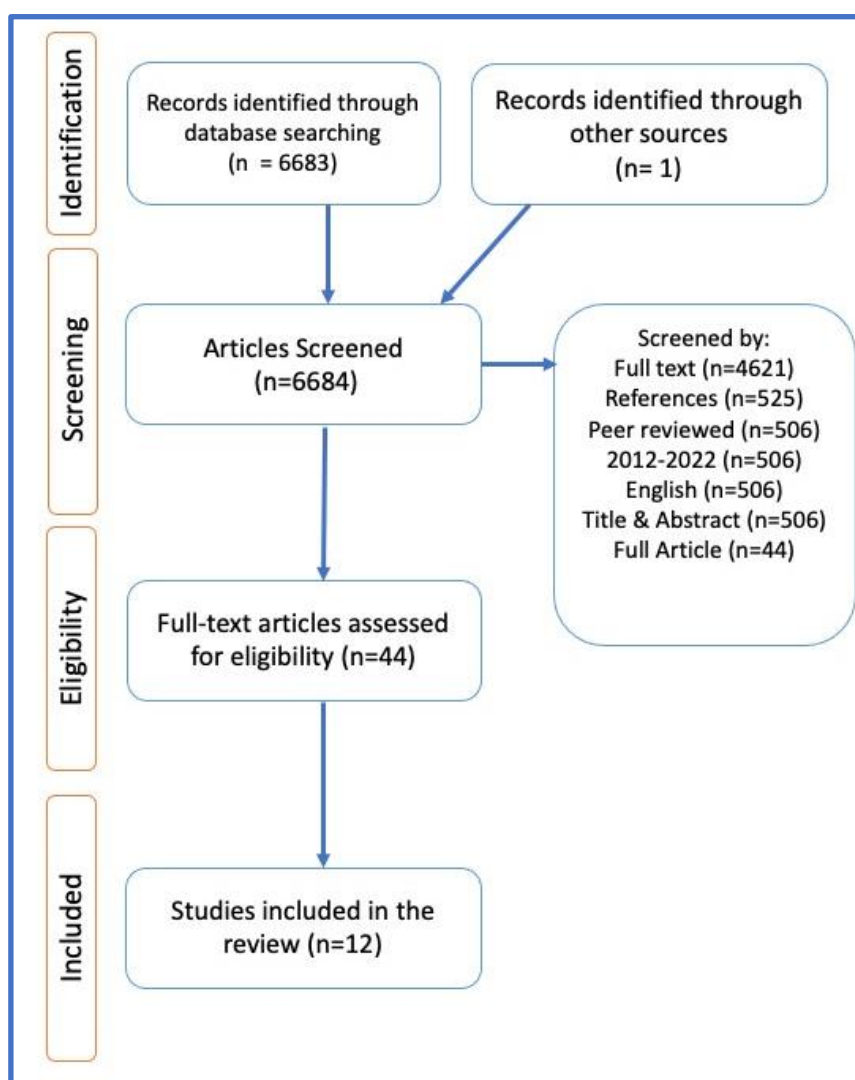 Identification
Records identified through
database searching
(n = 6683)
Records identified through
other sources
(n= 1)
Screening
Articles Screened
(n=6684)
Screened by:
Full text (n=4621)
References (n=525)
Peer reviewed (n=506)
2012-2022 (n=506)
English (n=506)
Title & Abstract (n=506)
Full Article (n=44)
Eligibility
Full-text articles assessed
for eligibility (n=44)
Included
Studies included in the
review (n=12)